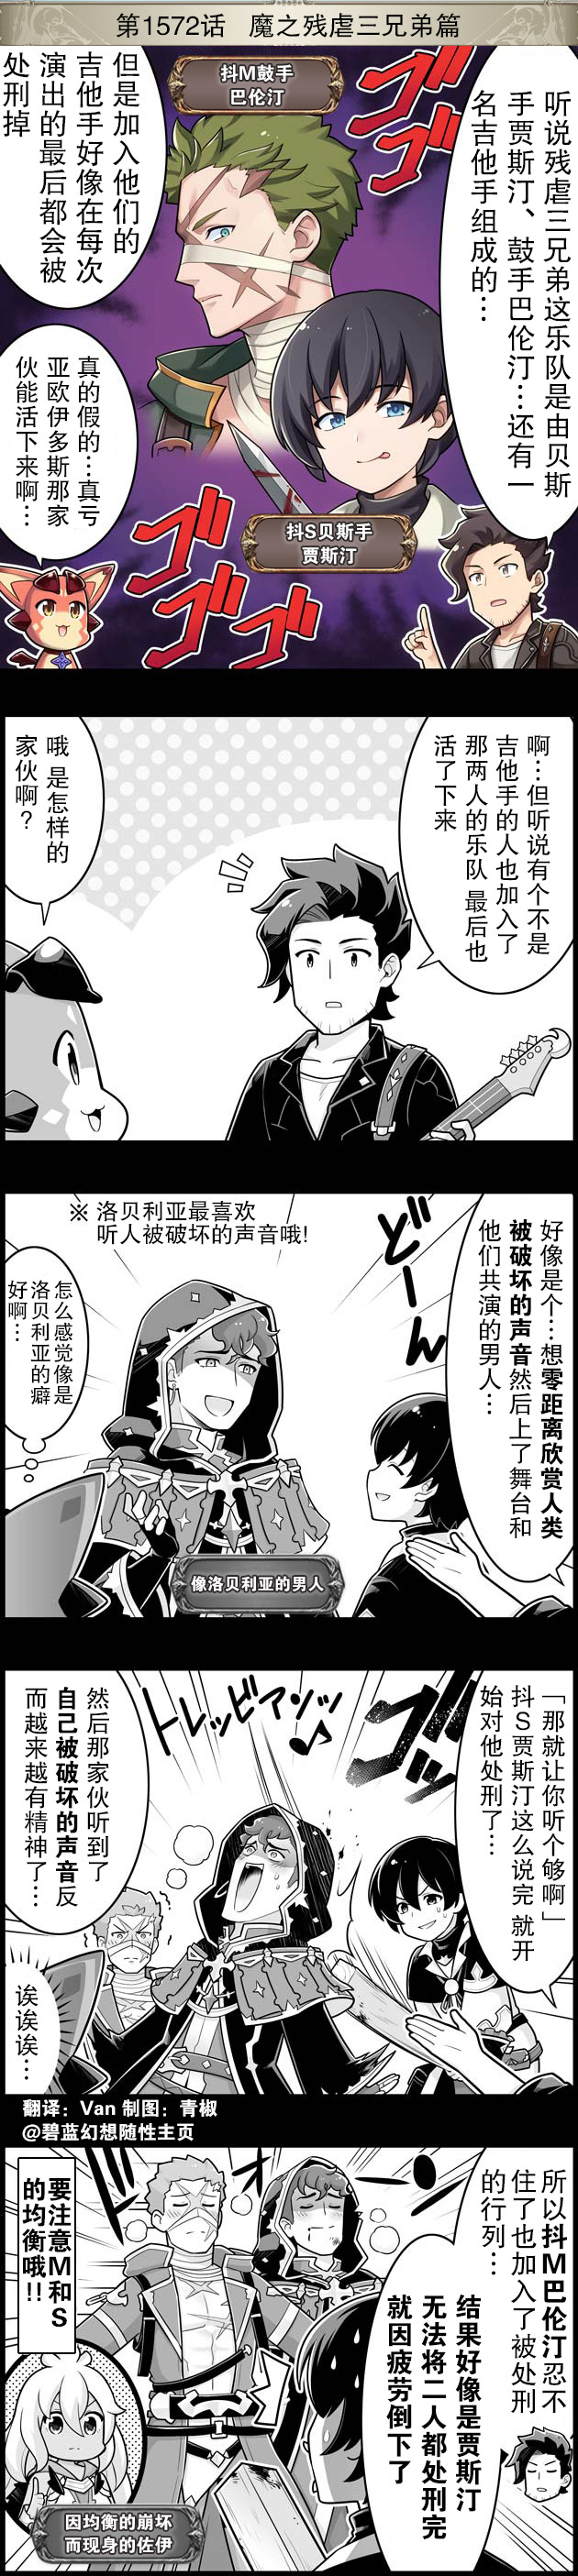 第1572话 魔之残虐三兄弟篇
听说残虐三兄弟这乐队是由贝斯
手贾斯汀、鼓手巴伦汀…还有一
名吉他手组成的…
抖M鼓手
巴伦汀
ゴゴ
但是加入他们的
吉他手好像在每次
演出的最后都会被
处刑掉
抖S贝斯手
贾斯汀
真的假的…真亏
亚欧伊多斯那家
伙能活下来啊…
ゴゴゴ
啊…但听说有个不是
吉他手的人也加入了
那两人的乐队 最后也
活了下来
哦 是怎样的
家伙啊?
好像是个…想零距离欣赏人类
被破坏的声音然后上了舞台和
他们共演的男人…
どーん
※ 洛贝利亚最喜欢
听人被破坏的声音哦!
怎么感觉像是
洛贝利亚的癖
好啊…
像洛贝利亚的男人
「那就让你听个够啊」
抖S贾斯汀这么说完 就开
始对他处刑了…
トレッビアンッ♪
然后那家伙听到了
自己被破坏的声音反
而越来越有精神了…
诶诶诶…
翻译：Van 制图：青椒
@碧蓝幻想随性主页
所以抖M巴伦汀忍不
住了也加入了被处刑
的行列…
结果好像是贾斯汀
无法将二人都处刑完
就因疲劳倒下了
要注意M和S
的均衡哦!!
因均衡的崩坏
而现身的佐伊